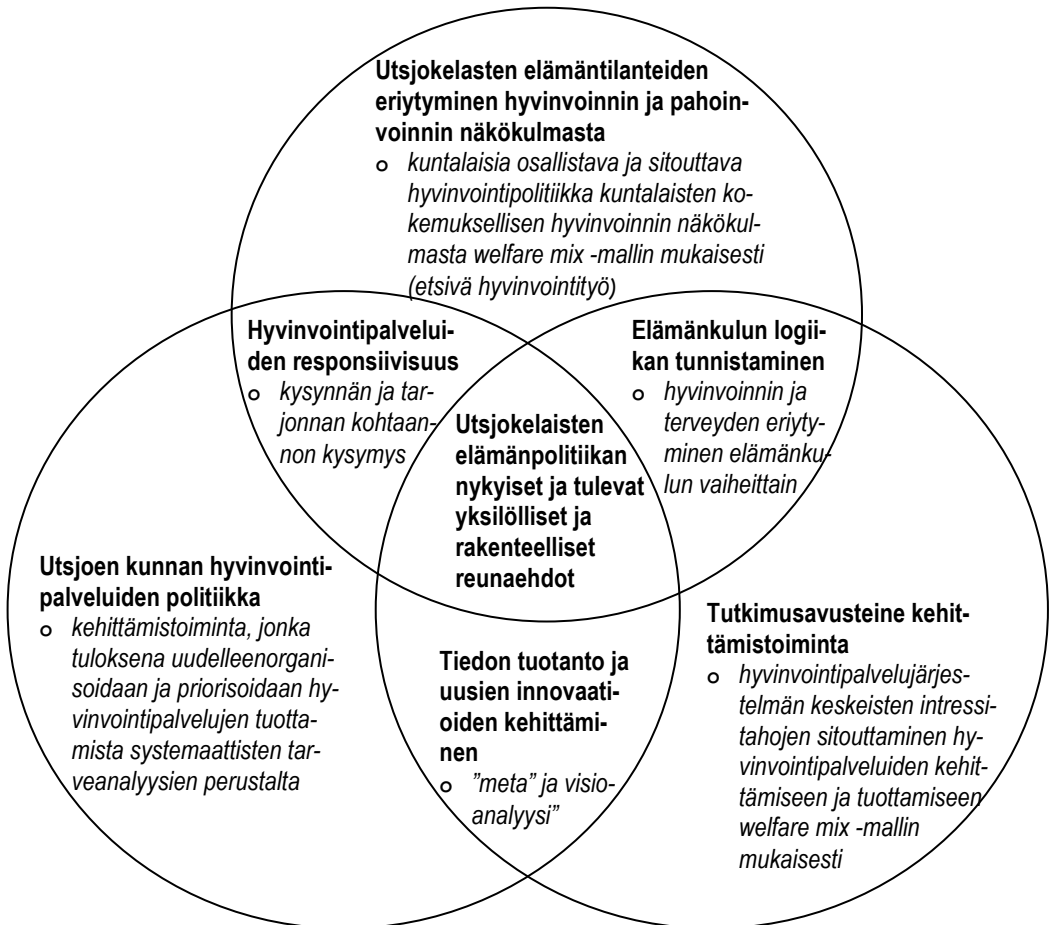 Utsjokelasten elämäntilanteiden
eriytyminen hyvinvoinnin ja pahoin-
voinnin näkökulmasta
o kuntalaisia osallistava ja sitouttava
hyvinvointipolitiikka kuntalaisten ko-
kemuksellisen hyvinvoinnin näkökul-
masta welfare mix -mallin mukaisesti
(etsivä hyvinvointityö)
Hyvinvointipalvelui-
den responsiivisuus
o kysynnän ja tar-
jonnan kohtaan-
non kysymys
Elämänkulun logii-
kan tunnistaminen
o hyvinvoinnin ja
terveyden eriyty-
minen elämänku-
lun vaiheittain
Utsjokelaisten
elämänpolitiikan
nykyiset ja tulevat
yksilölliset ja
rakenteelliset
reunaehdot
Utsjoen kunnan hyvinvointi-
palveluiden politiikka
o kehittämistoiminta, jonka
tuloksena uudelleenorgani-
soidaan ja priorisoidaan hy-
vinvointipalvelujen tuotta-
mista systemaattisten tar-
veanalyysien perustalta
Tiedon tuotanto ja
uusien innovaati-
oiden kehittämi-
nen
o ”meta” ja visio-
analyysi”
Tutkimusavusteine kehit-
tämistoiminta
o hyvinvointipalvelujärjes-
telmän keskeisten intressi-
tahojen sitouttaminen hy-
vinvointipalveluiden kehit-
tämiseen ja tuottamiseen
welfare mix -mallin
mukaisesti